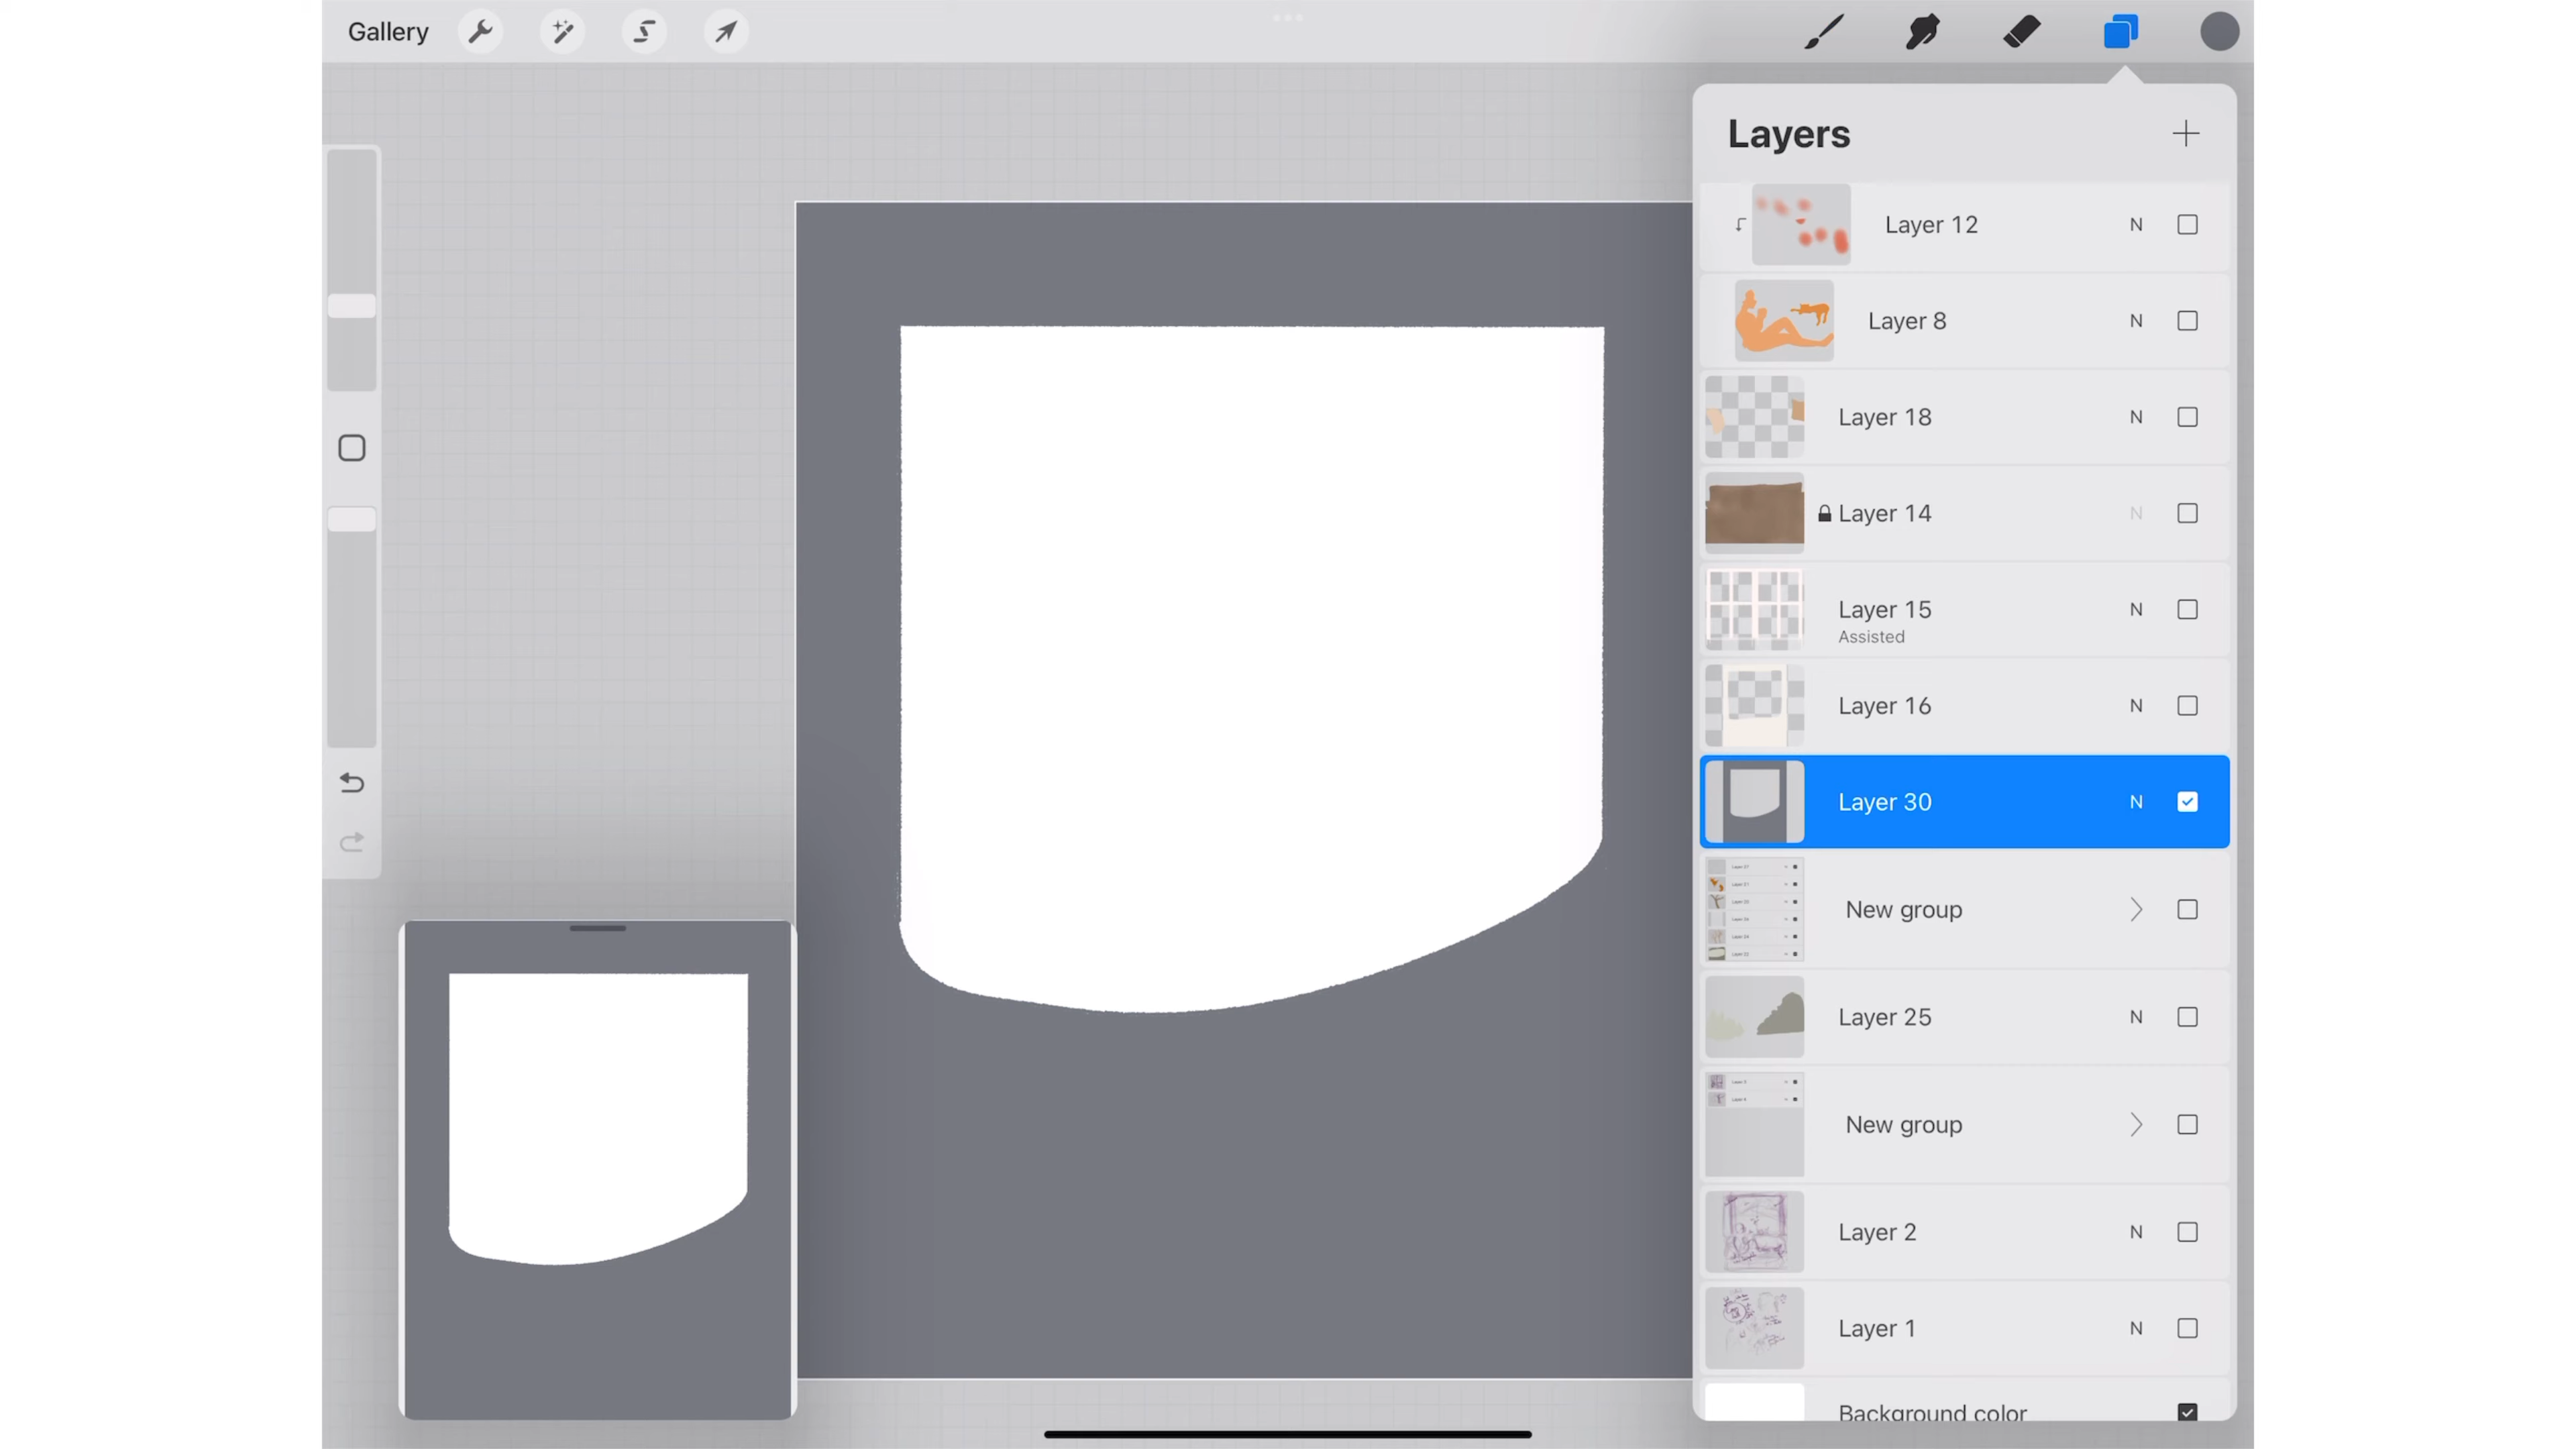 Gallery
Layers
Layer 12 N
Layer 8 N
Layer 18 N
Layer 14 N
Layer 15 N
Assisted
Layer 16 N
Layer 30 N
New group
Layer 25 N
New group
Layer 2 N
Layer 1 N
Background color